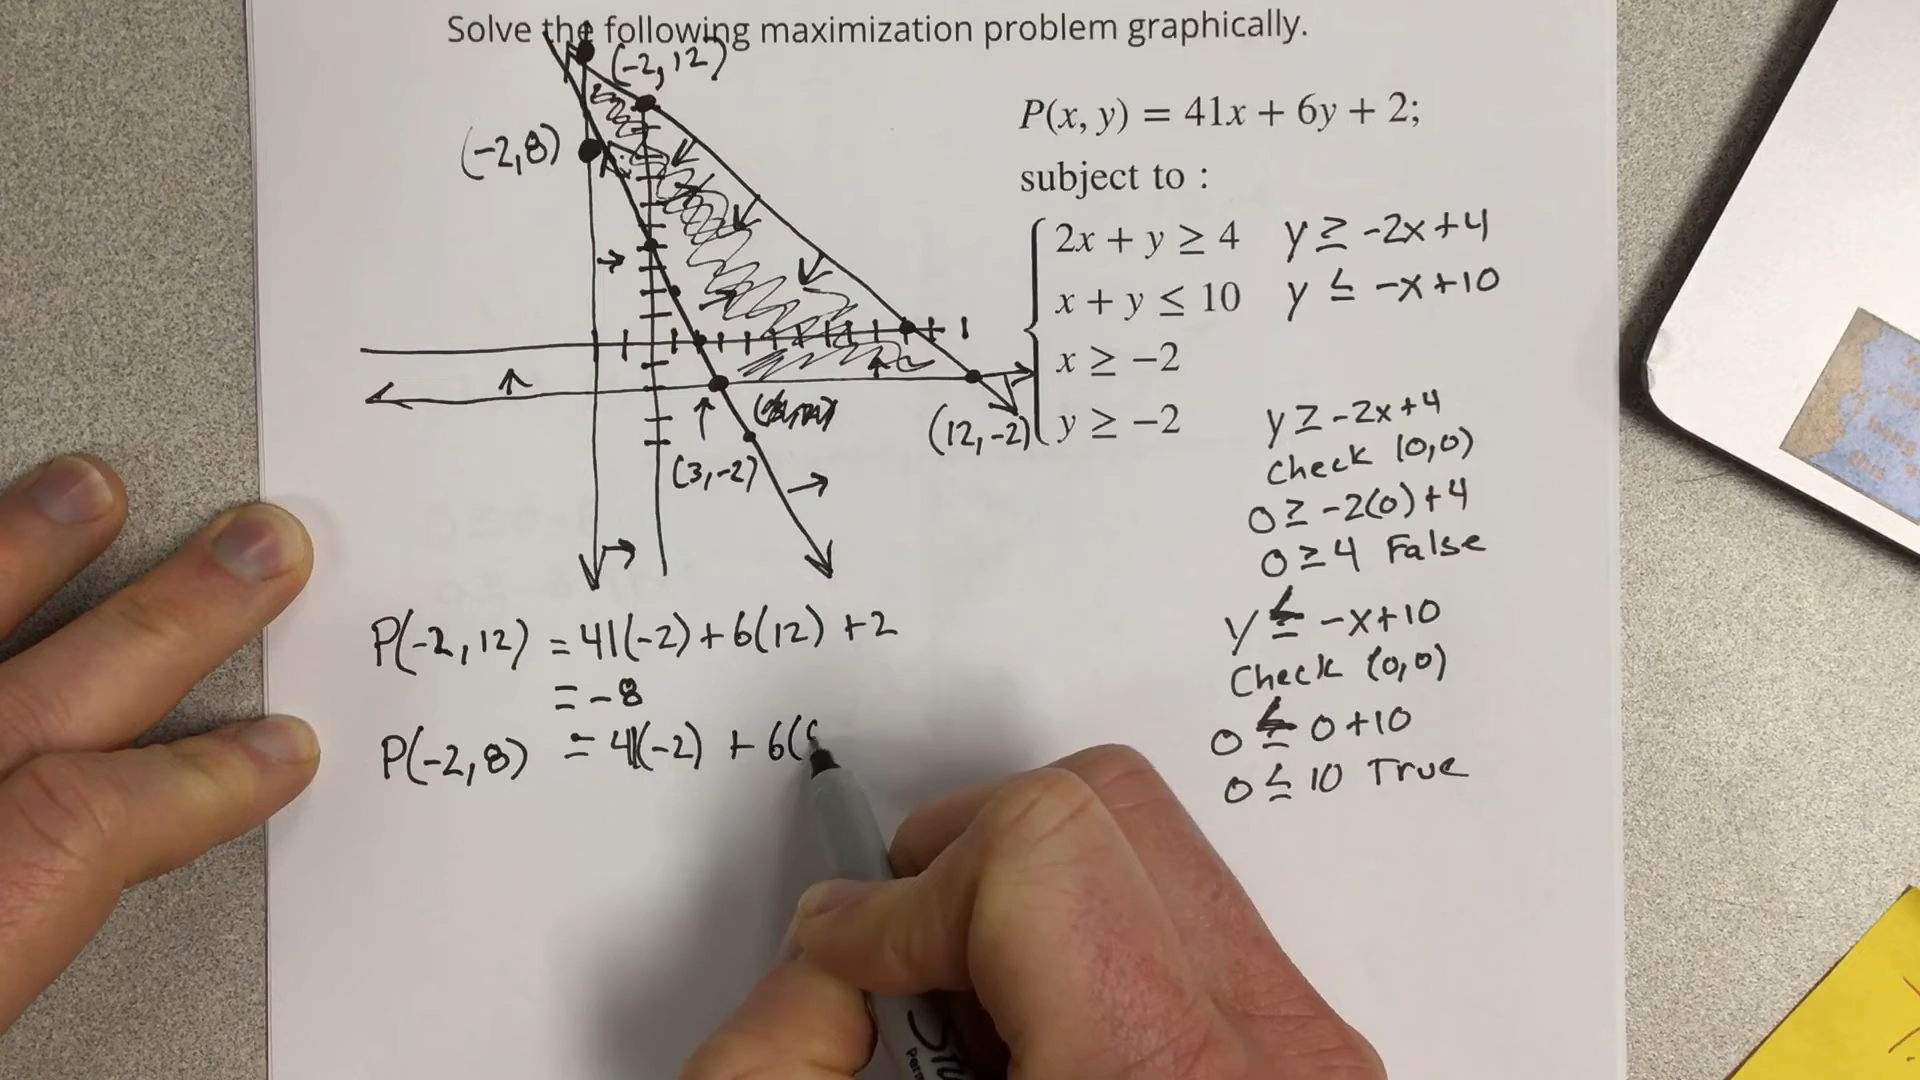 Solve the following maximization problem graphically.
(-2,12)
(-2,8)
P(x, y) = 41x + 6y + 2;
subject to :
2x + y ≥ 4 y ≥ -2x+4
x + y ≤ 10 y ≤ -x+10
x ≥ −2
y ≥ −2
(12,-2)
(3,-2)
y ≥ -2x+4
Check (0,0)
0 ≥ -2(0)+4
0 ≥ 4 False
y ≤ -x+10
Check (0,0)
0 ≤ 0+10
0 ≤ 10 True
P(-2,12) = 41(-2)+6(12)+2
= -8
P(-2,8) = 41(-2) + 6(